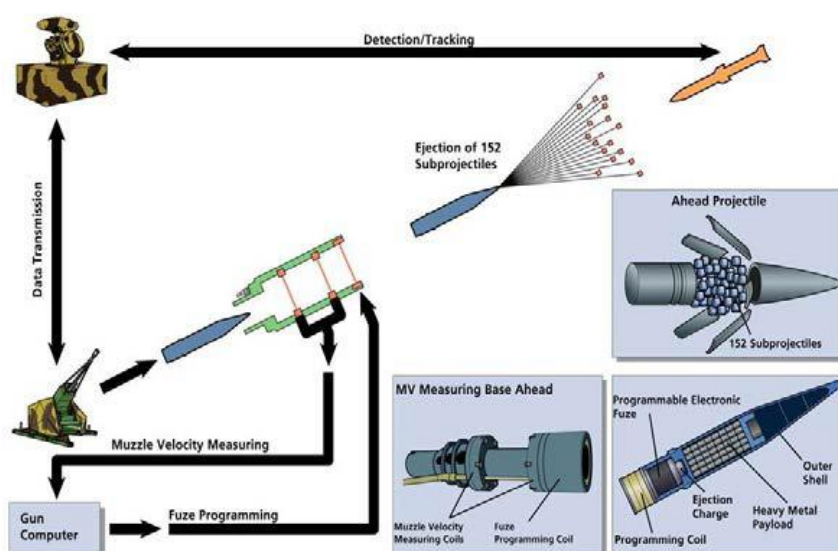 Detection/Tracking
Ejection of 152
Subprojectiles
Data Transmission
Ahead Projectile
152 Subprojectiles
MV Measuring Base Ahead
Muzzle Velocity
Measuring Coils
Fuze
Programming Coil
Programmable Electronic
Fuze
Outer
Shell
Ejection
Charge
Heavy Metal
Payload
Programming Coil
Muzzle Velocity Measuring
Gun
Computer
Fuze Programming